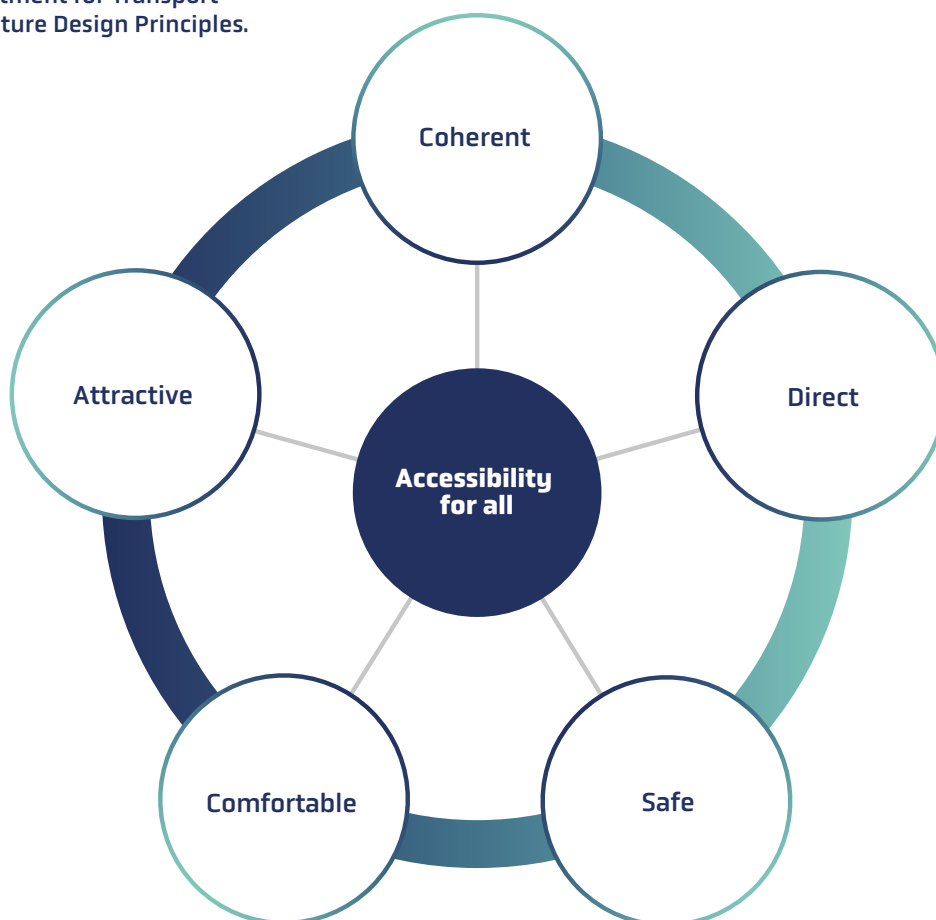 ture Design Principles.
Coherent
Attractive
Direct
Accessibility
for all
Comfortable
Safe